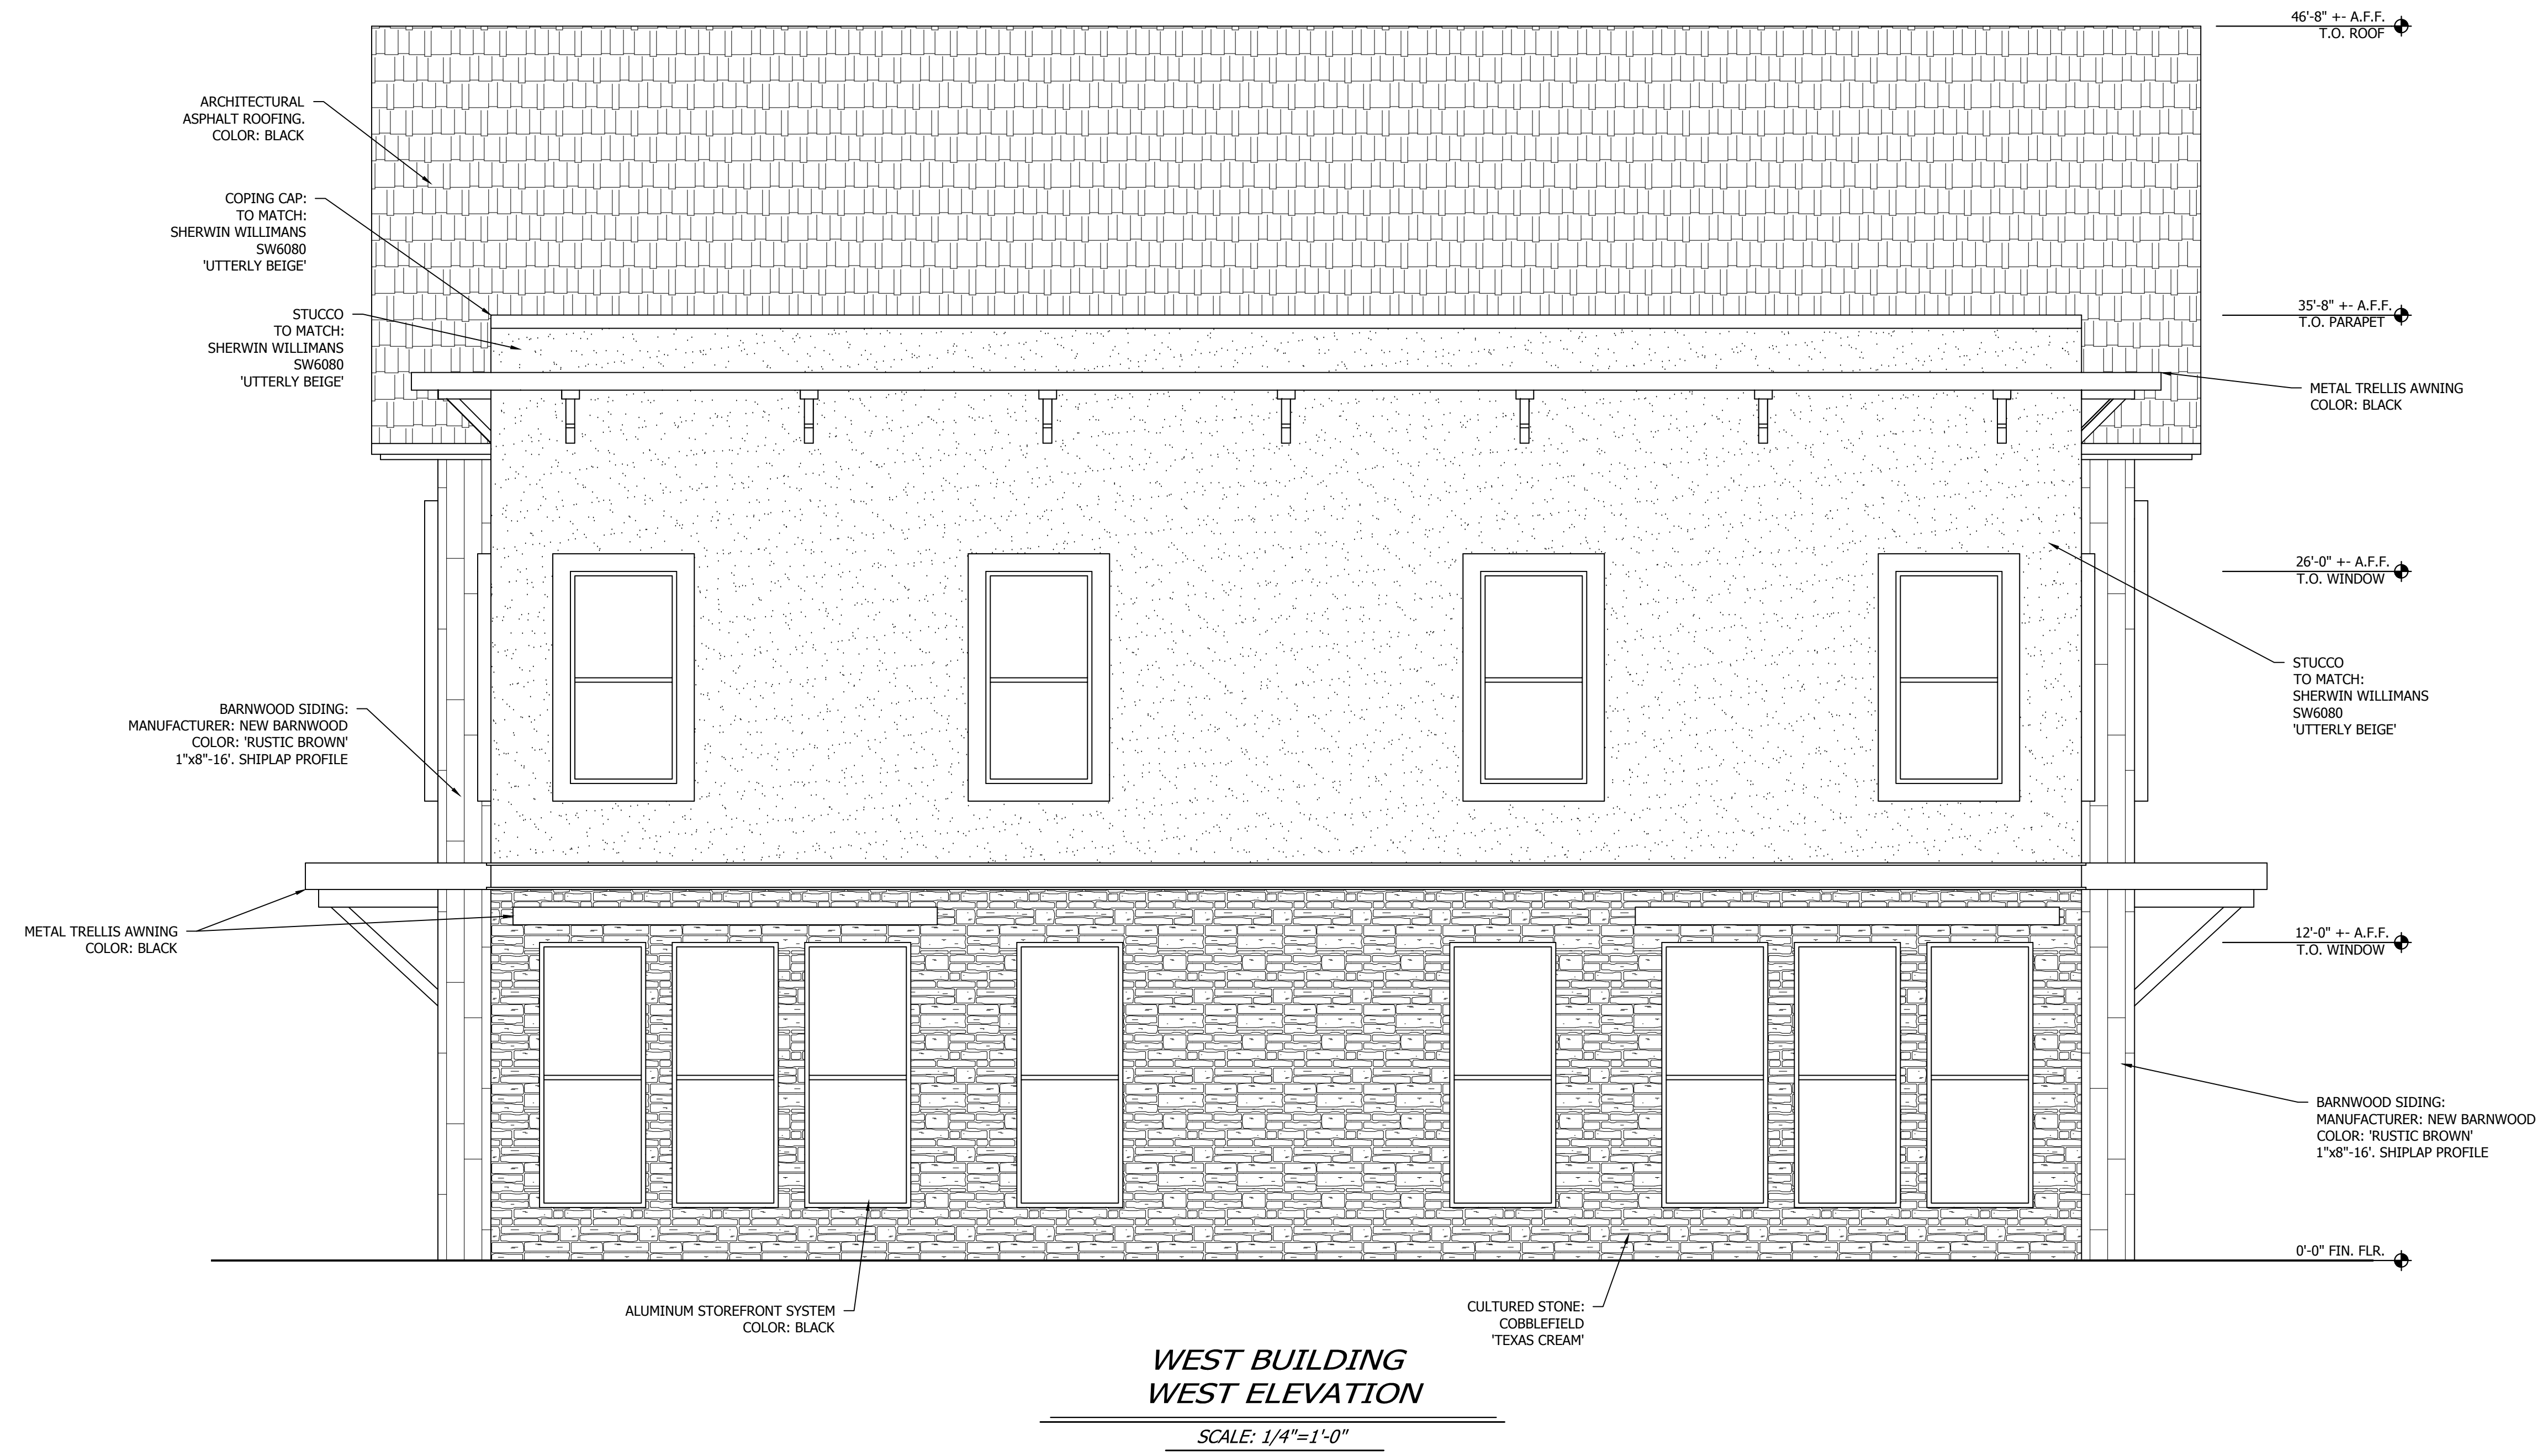 46'-8" +- A.F.F.
T.O. ROOF
ARCHITECTURAL
ASPHALT ROOFING.
COLOR: BLACK
COPING CAP:
TO MATCH:
SHERWIN WILLIMANS
SW6080
'UTTERLY BEIGE'
STUCCO
TO MATCH:
SHERWIN WILLIMANS
SW6080
'UTTERLY BEIGE'
35'-8" +- A.F.F.
T.O. PARAPET
METAL TRELLIS AWNING
COLOR: BLACK
26'-0" +- A.F.F.
T.O. WINDOW
STUCCO
TO MATCH:
SHERWIN WILLIMANS
SW6080
'UTTERLY BEIGE'
BARNWOOD SIDING:
MANUFACTURER: NEW BARNWOOD
COLOR: 'RUSTIC BROWN'
1"x8"-16'. SHIPLAP PROFILE
METAL TRELLIS AWNING
COLOR: BLACK
12'-0" +- A.F.F.
T.O. WINDOW
BARNWOOD SIDING:
MANUFACTURER: NEW BARNWOOD
COLOR: 'RUSTIC BROWN'
1"x8"-16'. SHIPLAP PROFILE
0'-0" FIN. FLR.
ALUMINUM STOREFRONT SYSTEM
COLOR: BLACK
CULTURED STONE:
COBBLEFIELD
'TEXAS CREAM'
WEST BUILDING
WEST ELEVATION
SCALE: 1/4"=1'-0"